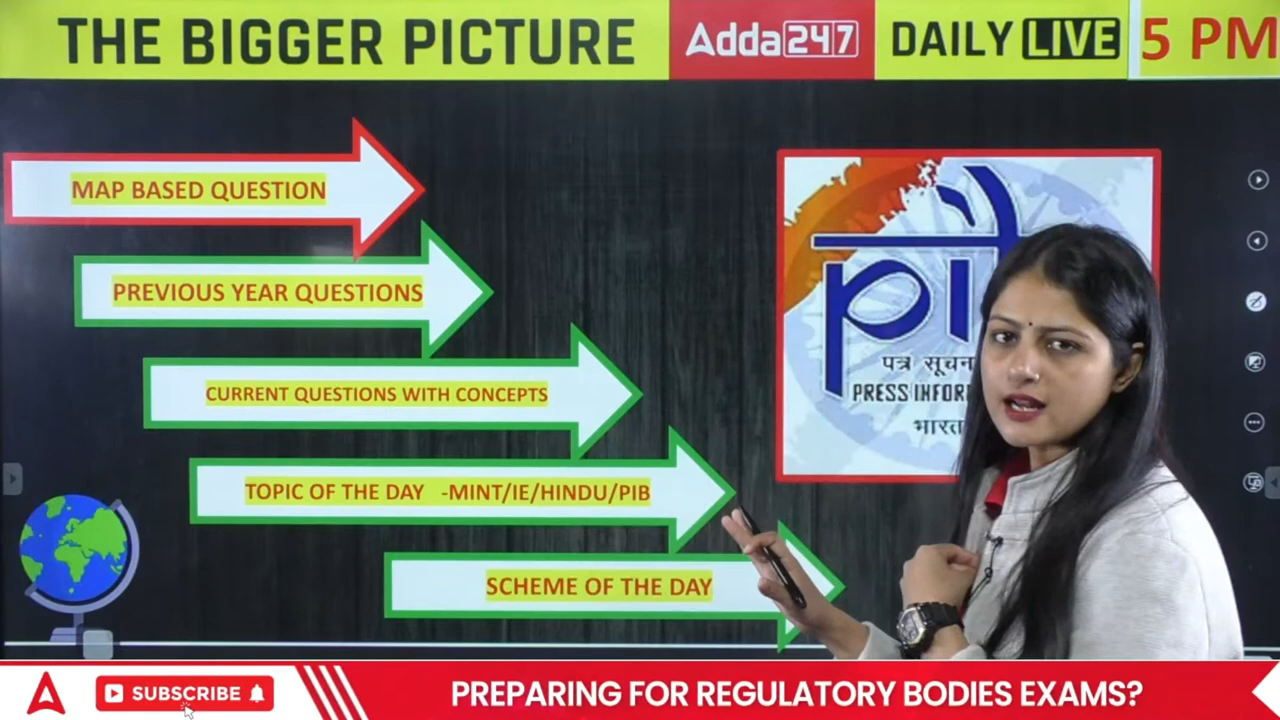 THE BIGGER PICTURE
Adda247
DAILY LIVE
5 PM
MAP BASED QUESTION
PREVIOUS YEAR QUESTIONS
CURRENT QUESTIONS WITH CONCEPTS
TOPIC OF THE DAY -MINT/IE/HINDU/PIB
SCHEME OF THE DAY
पत्र सूचन
PRESS INFOR
भारत
SUBSCRIBE
PREPARING FOR REGULATORY BODIES EXAMS?